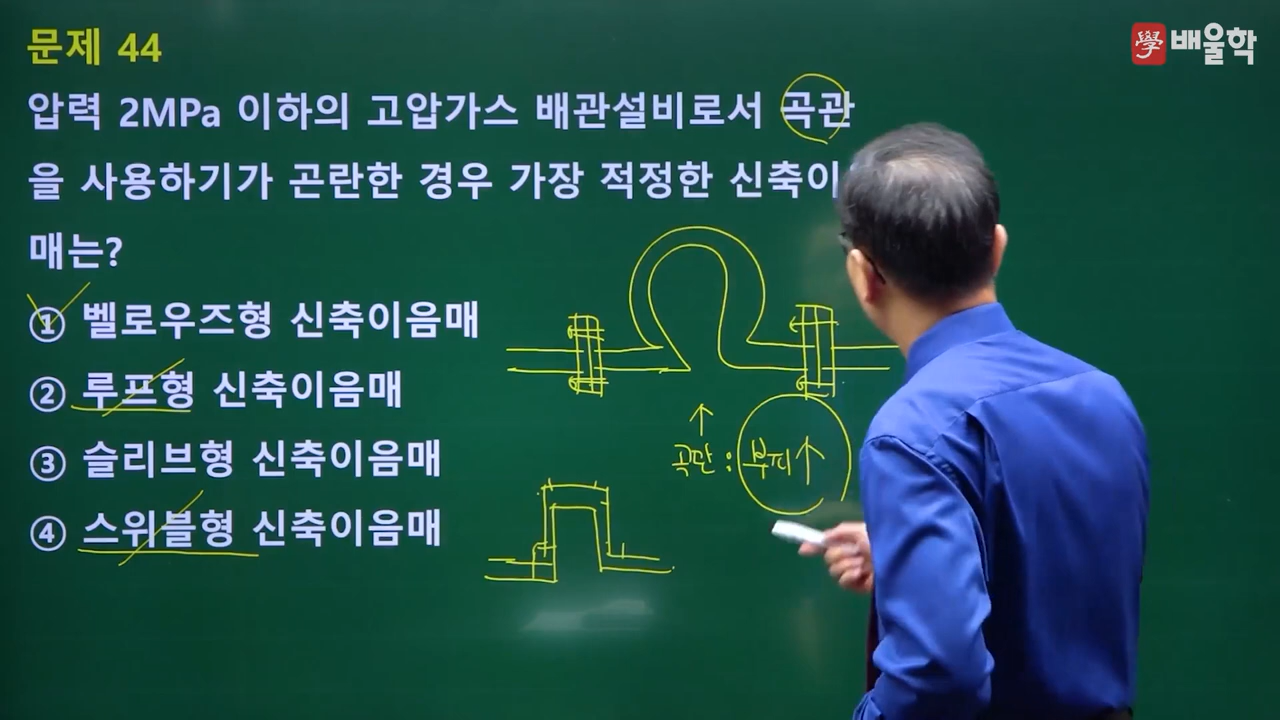 문제 44
學 배울학
압력 2MPa 이하의 고압가스 배관설비로서 곡관
을 사용하기가 곤란한 경우 가장 적정한 신축이
매는?
① 벨로우즈형 신축이음매
② 루프형 신축이음매
③ 슬리브형 신축이음매
④ 스위블형 신축이음매
곡관 : 부피↑